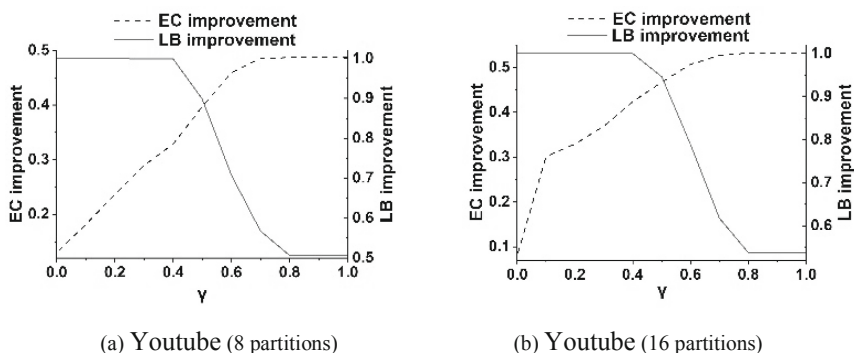 EC improvement
LB improvement
0.5
0.4
0.3
0.2
EC improvement
1.0
0.9
0.8
0.7
0.6
0.5
LB improvement
0.0 0.2 0.4 0.6 0.8 1.0
γ
(a) Youtube (8 partitions)
EC improvement
LB improvement
0.5
0.4
0.3
0.2
0.1
EC improvement
1.0
0.9
0.8
0.7
0.6
LB improvement
0.0 0.2 0.4 0.6 0.8 1.0
γ
(b) Youtube (16 partitions)